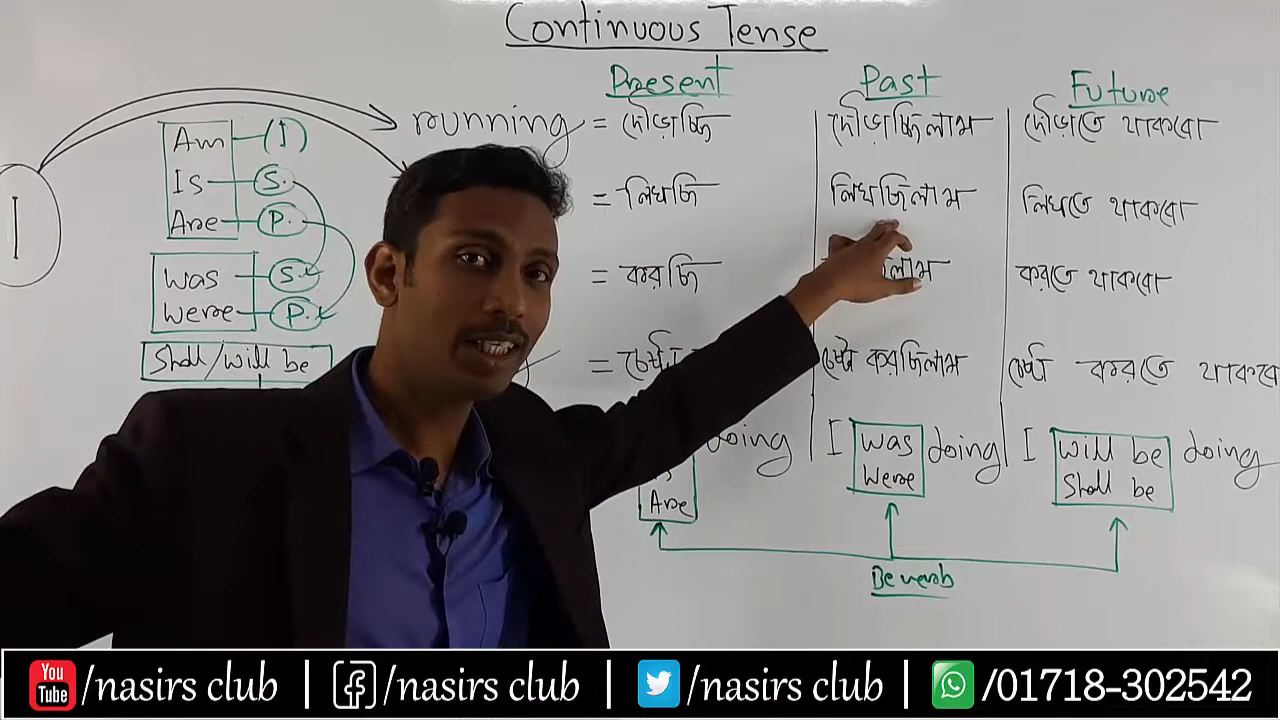 Continuous Tense
Present Past Future
I
running = দৌড়াচ্ছি দৌড়াচ্ছিলাম দৌড়াতে থাকবো
= লিখছি লিখছিলাম লিখতে থাকবো
= করছি লাম করতে থাকবো
= চেষ্টা চেষ্টা করছিলাম চেষ্টা করতে থাকবো
Am (I)
Is S.
Are P.
Was S.
Were P.
Shall/will be
Are doing
I Was Were doing
I Will be Shall be doing
Be verb
You Tube /nasirs club | f /nasirs club | /nasirs club | /01718-302542